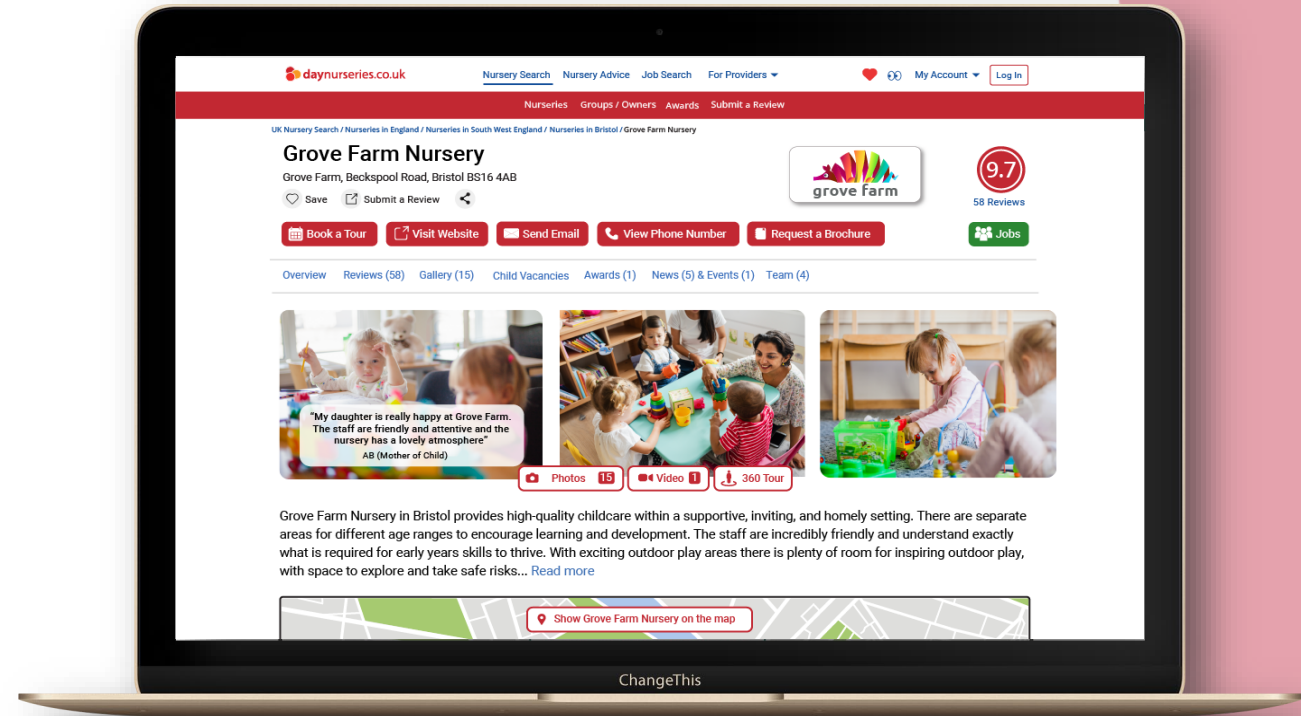 daynurseries.co.uk
Nursery Search Nursery Advice Job Search For Providers My Account Log In
Nurseries Groups / Owners Awards Submit a Review
UK Nursery Search / Nurseries in England / Nurseries in South West England / Nurseries in Bristol / Grove Farm Nursery
Grove Farm Nursery
Grove Farm, Beckspool Road, Bristol BS16 4AB
Save Submit a Review
grove farm
9.7
58 Reviews
Book a Tour Visit Website Send Email View Phone Number Request a Brochure Jobs
Overview Reviews (58) Gallery (15) Child Vacancies Awards (1) News (5) & Events (1) Team (4)
“My daughter is really happy at Grove Farm.
The staff are friendly and attentive and the
nursery has a lovely atmosphere”
AB (Mother of Child)
Photos 15 Video 1 360 Tour
Grove Farm Nursery in Bristol provides high-quality childcare within a supportive, inviting, and homely setting. There are separate
areas for different age ranges to encourage learning and development. The staff are incredibly friendly and understand exactly
what is required for early years skills to thrive. With exciting outdoor play areas there is plenty of room for inspiring outdoor play,
with space to explore and take safe risks... Read more
Show Grove Farm Nursery on the map
ChangeThis